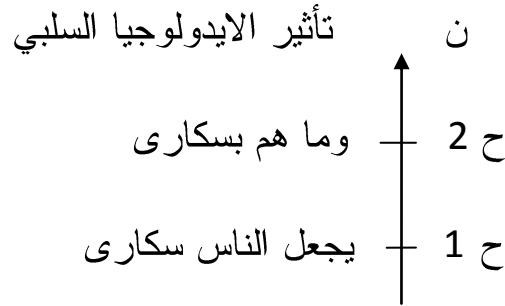 ن تأثير الايدولوجيا السلبي
ح 2 وما هم بسكارى
ح 1 يجعل الناس سكارى